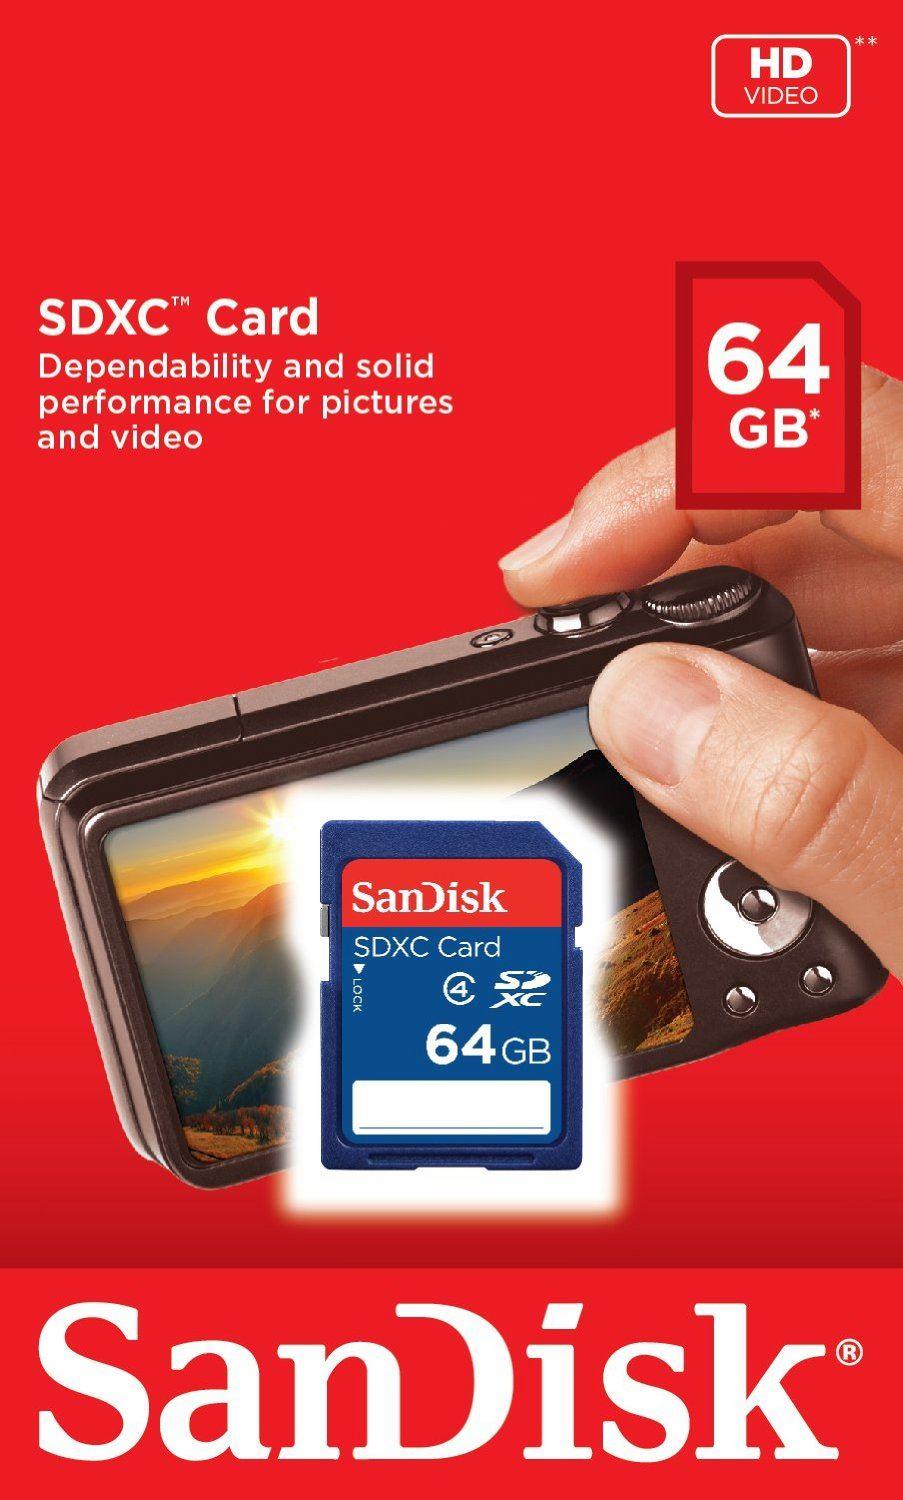 HD**
VIDEO
SDXC™ Card
Dependability and solid
performance for pictures
and video
64
GB*
SanDisk
SDXC Card
▼ LOCK
4 SD
XC
64GB
SanDisk®